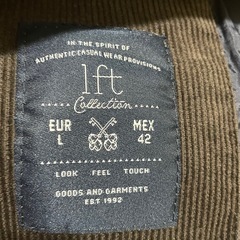 IN THE SPIRIT OF
AUTHENTIC CASUAL WEAR PROVISIONS
lft
Collection
EUR MEX
L 42
LOOK FEEL TOUCH
GOODS AND GARMENTS
EST 1992